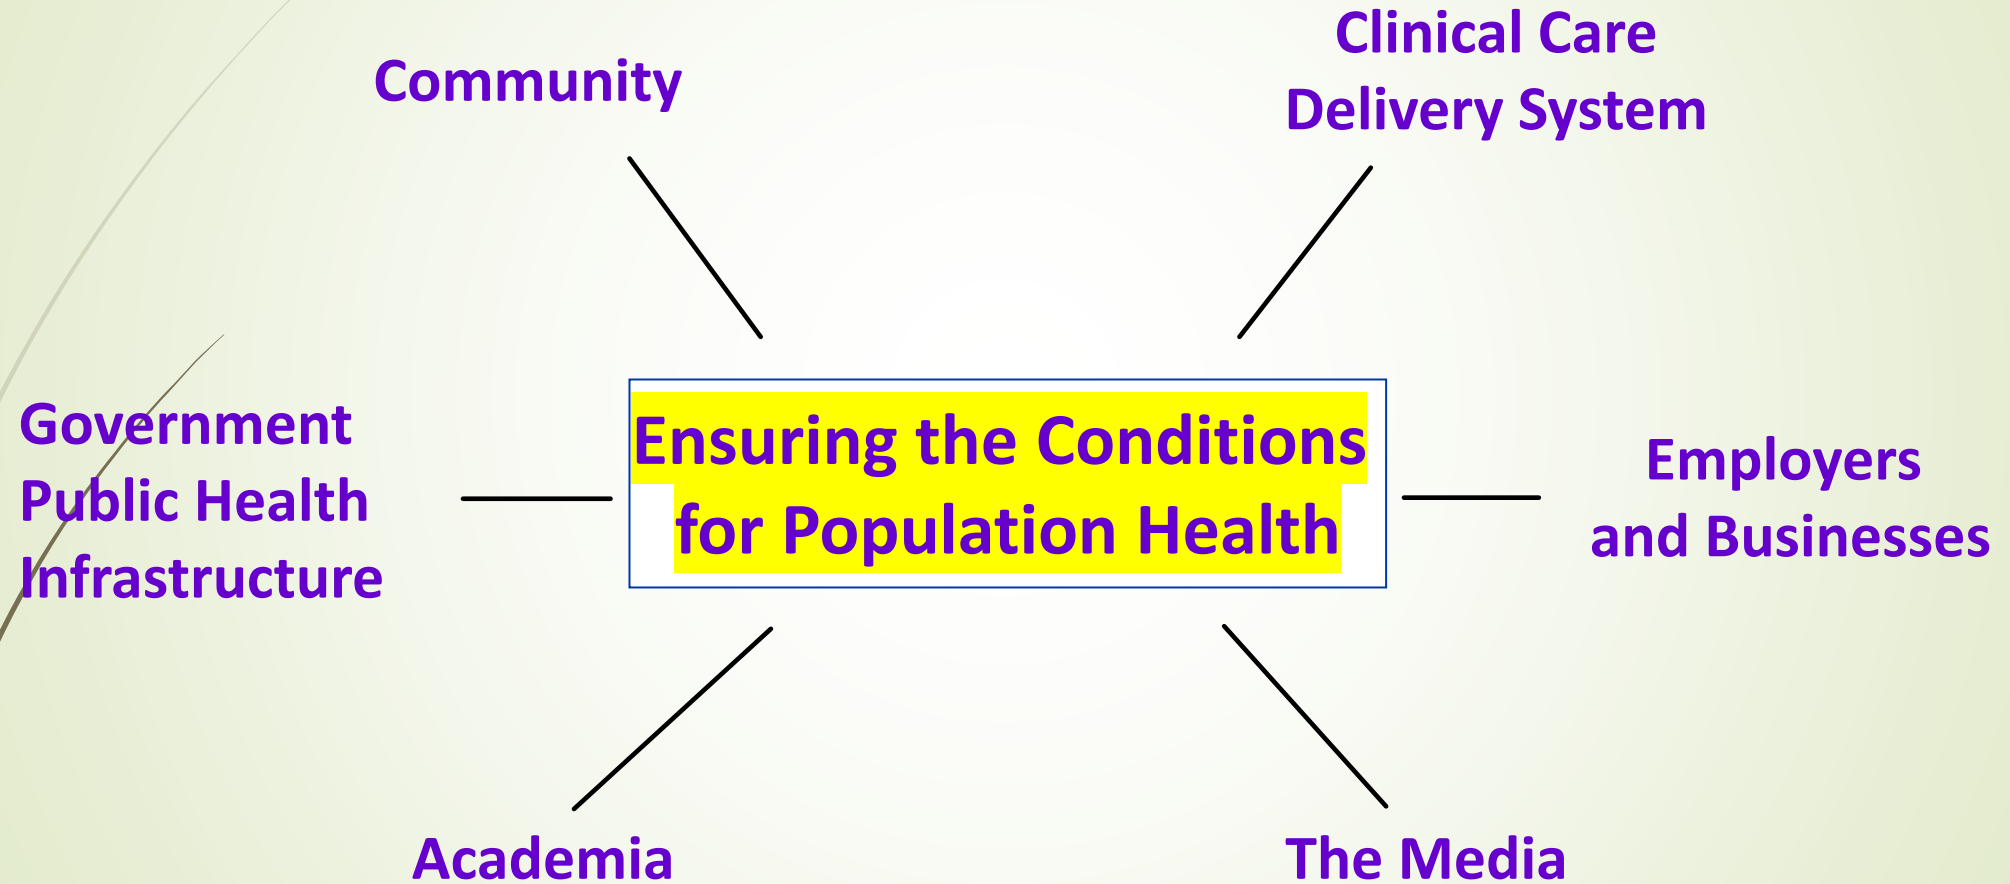 Community
Clinical Care
Delivery System
Government
Public Health
Infrastructure
Ensuring the Conditions
for Population Health
Employers
and Businesses
Academia
The Media